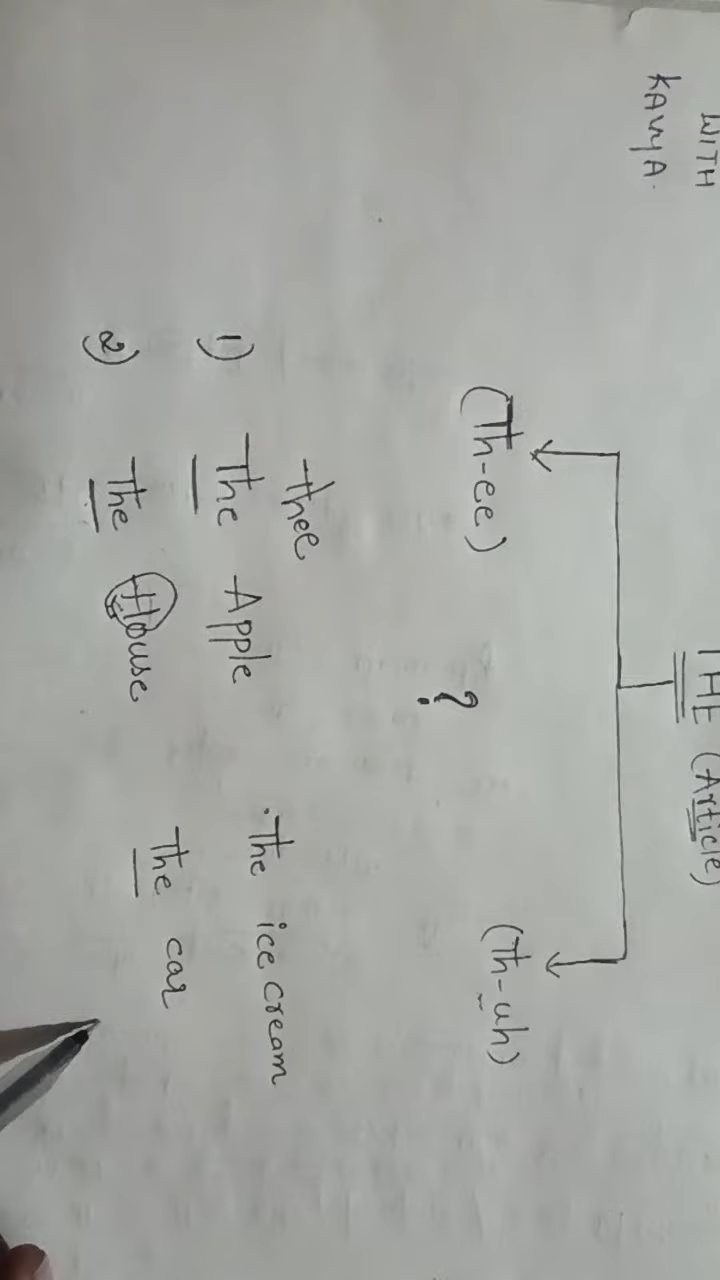 WITH
KAVYA.
THE (Article)
(Th-ee) (Th-uh)
?
thee
1) The Apple .The ice cream
2) The House The car